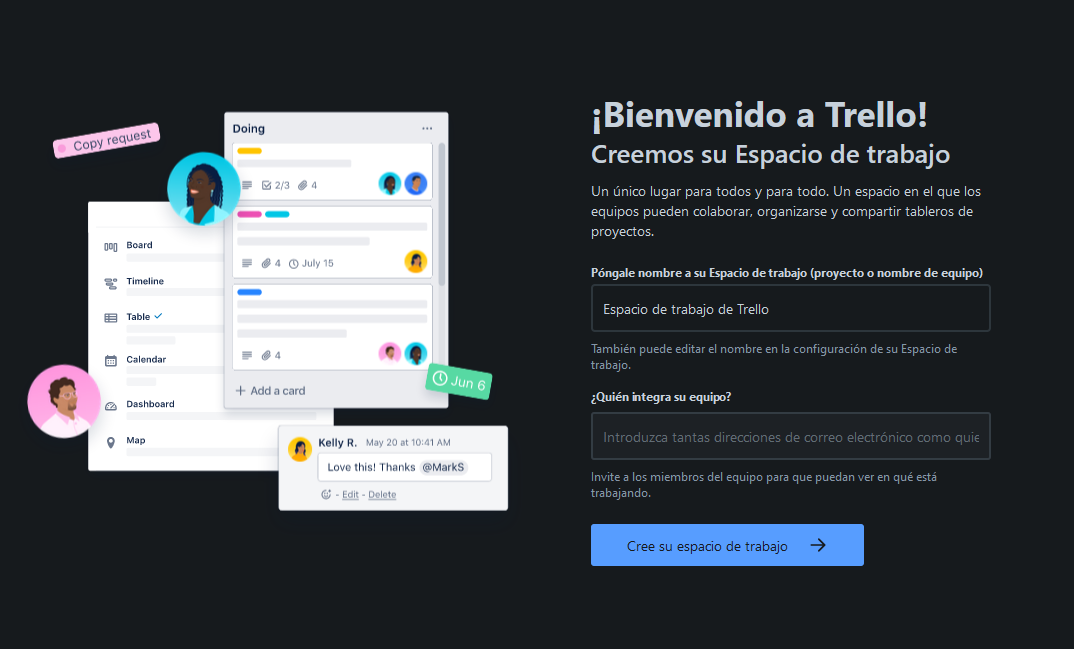 Copy request
Doing
2/3 4
4 July 15
4
+ Add a card
Jun 6
Board
Timeline
Table
Calendar
Dashboard
Map
Kelly R. May 20 at 10:41 AM
Love this! Thanks @MarkS
- Edit - Delete
¡Bienvenido a Trello!
Creemos su Espacio de trabajo
Un único lugar para todos y para todo. Un espacio en el que los
equipos pueden colaborar, organizarse y compartir tableros de
proyectos.
Póngale nombre a su Espacio de trabajo (proyecto o nombre de equipo)
Espacio de trabajo de Trello
También puede editar el nombre en la configuración de su Espacio de
trabajo.
¿Quién integra su equipo?
Introduzca tantas direcciones de correo electrónico como quie
Invite a los miembros del equipo para que puedan ver en qué está
trabajando.
Cree su espacio de trabajo →